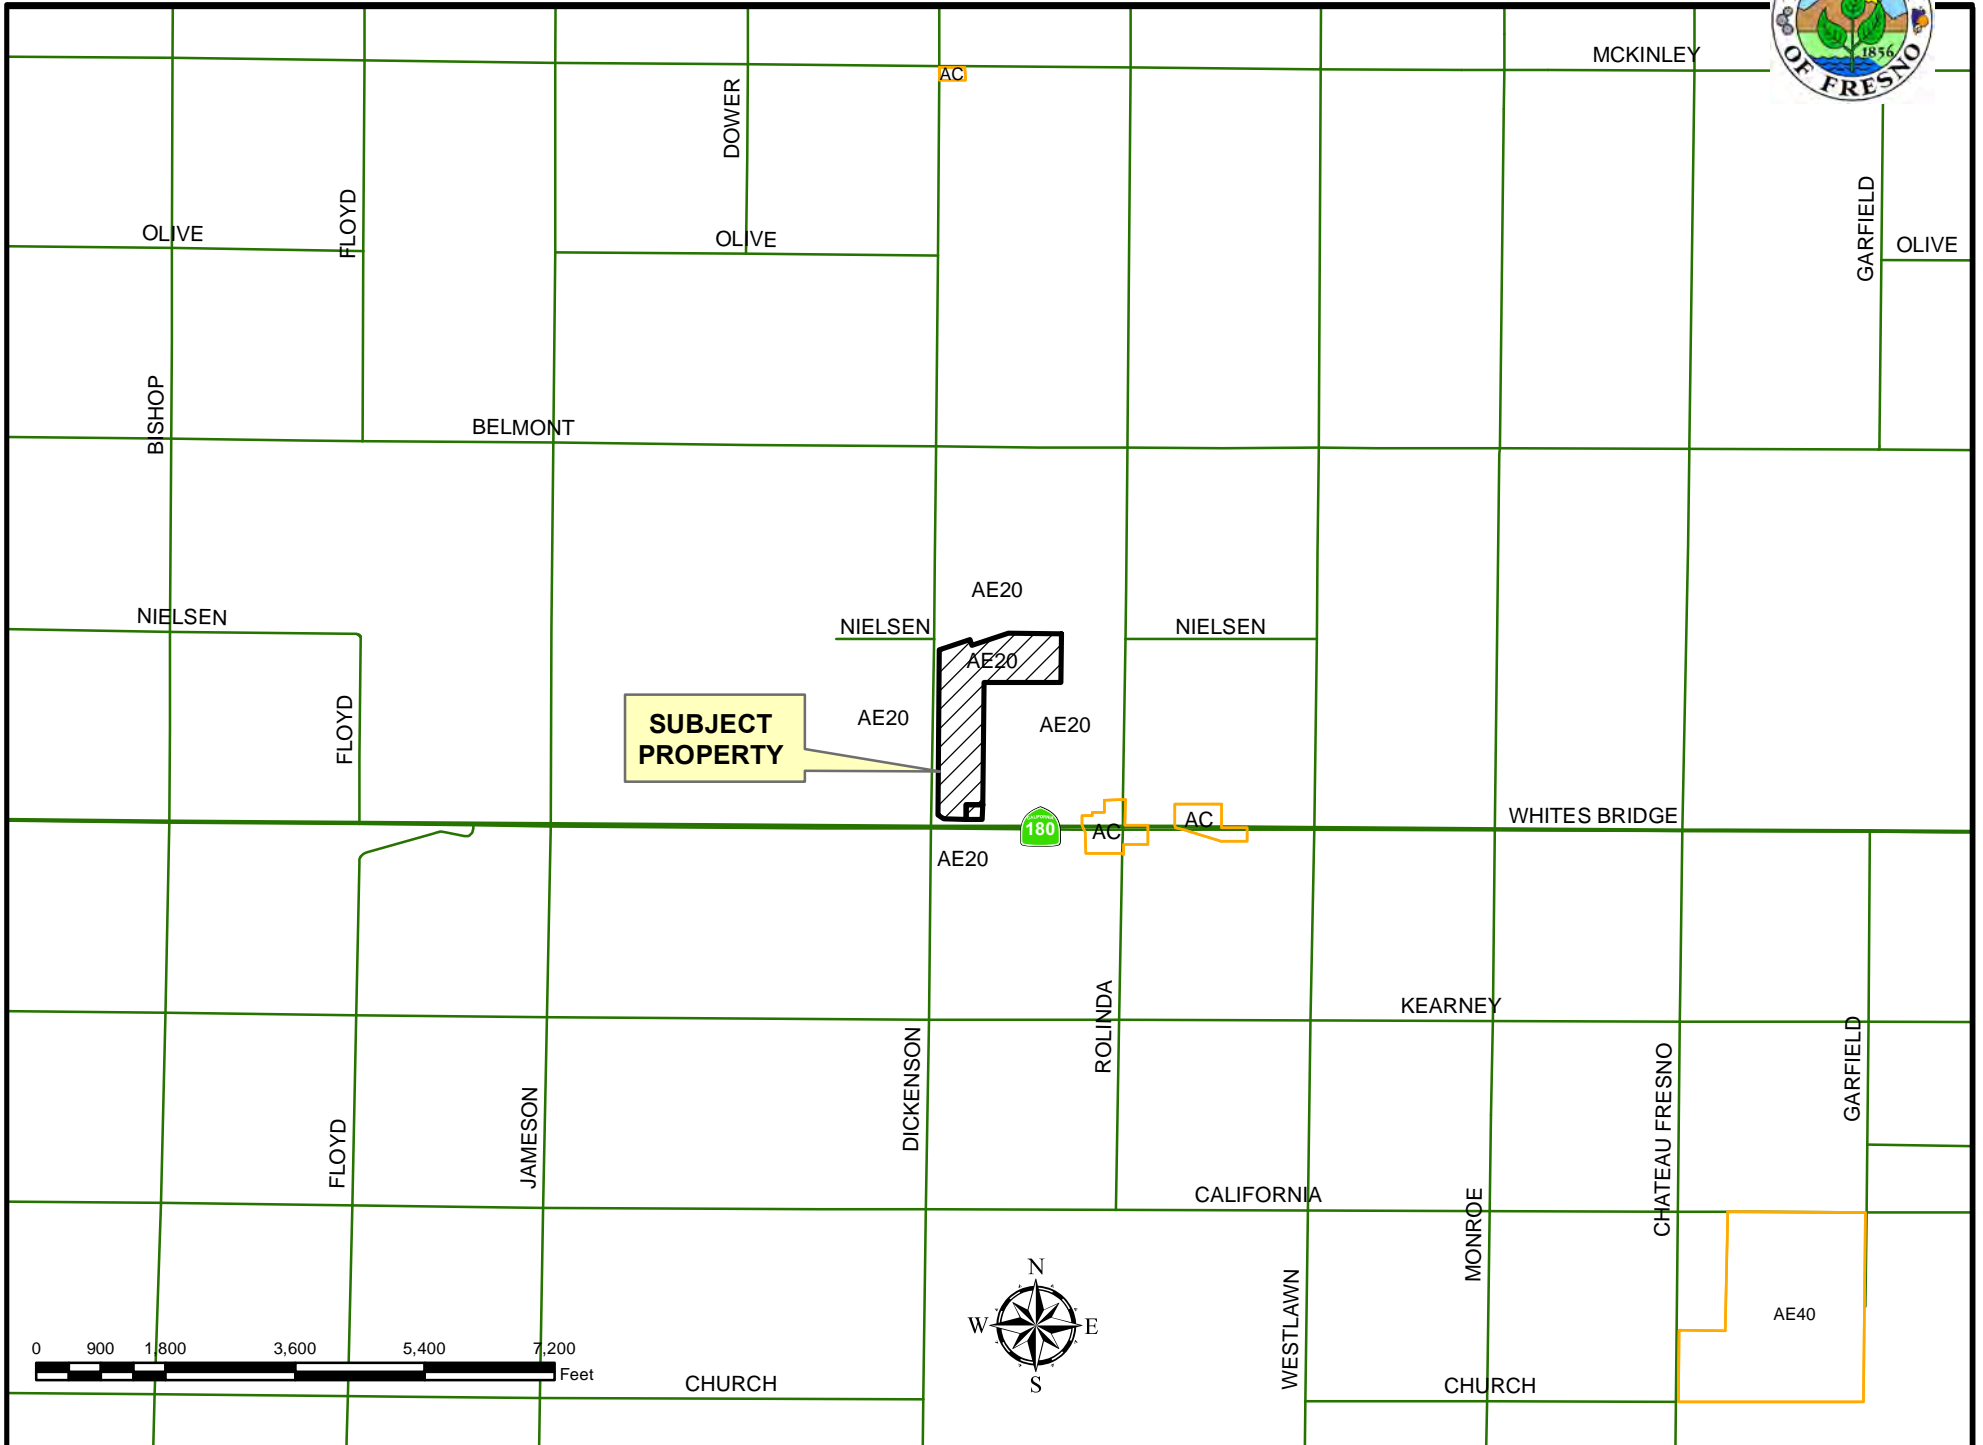 MCKINLEY
1856
OF FRESNO
AC
DOWER
FLOYD
GARFIELD
OLIVE
OLIVE
OLIVE
BISHOP
BELMONT
AE20
NIELSEN
NIELSEN
NIELSEN
AE20
FLOYD
SUBJECT
PROPERTY
AE20
AE20
WHITES BRIDGE
CALIFORNIA
180
AC
AC
AE20
KEARNEY
ROLINDA
DICKENSON
GARFIELD
CHATEAU FRESNO
JAMESON
FLOYD
CALIFORNIA
MONROE
WESTLAWN
N
W
E
S
AE40
0 900 1,800 3,600 5,400 7,200
Feet
CHURCH
CHURCH